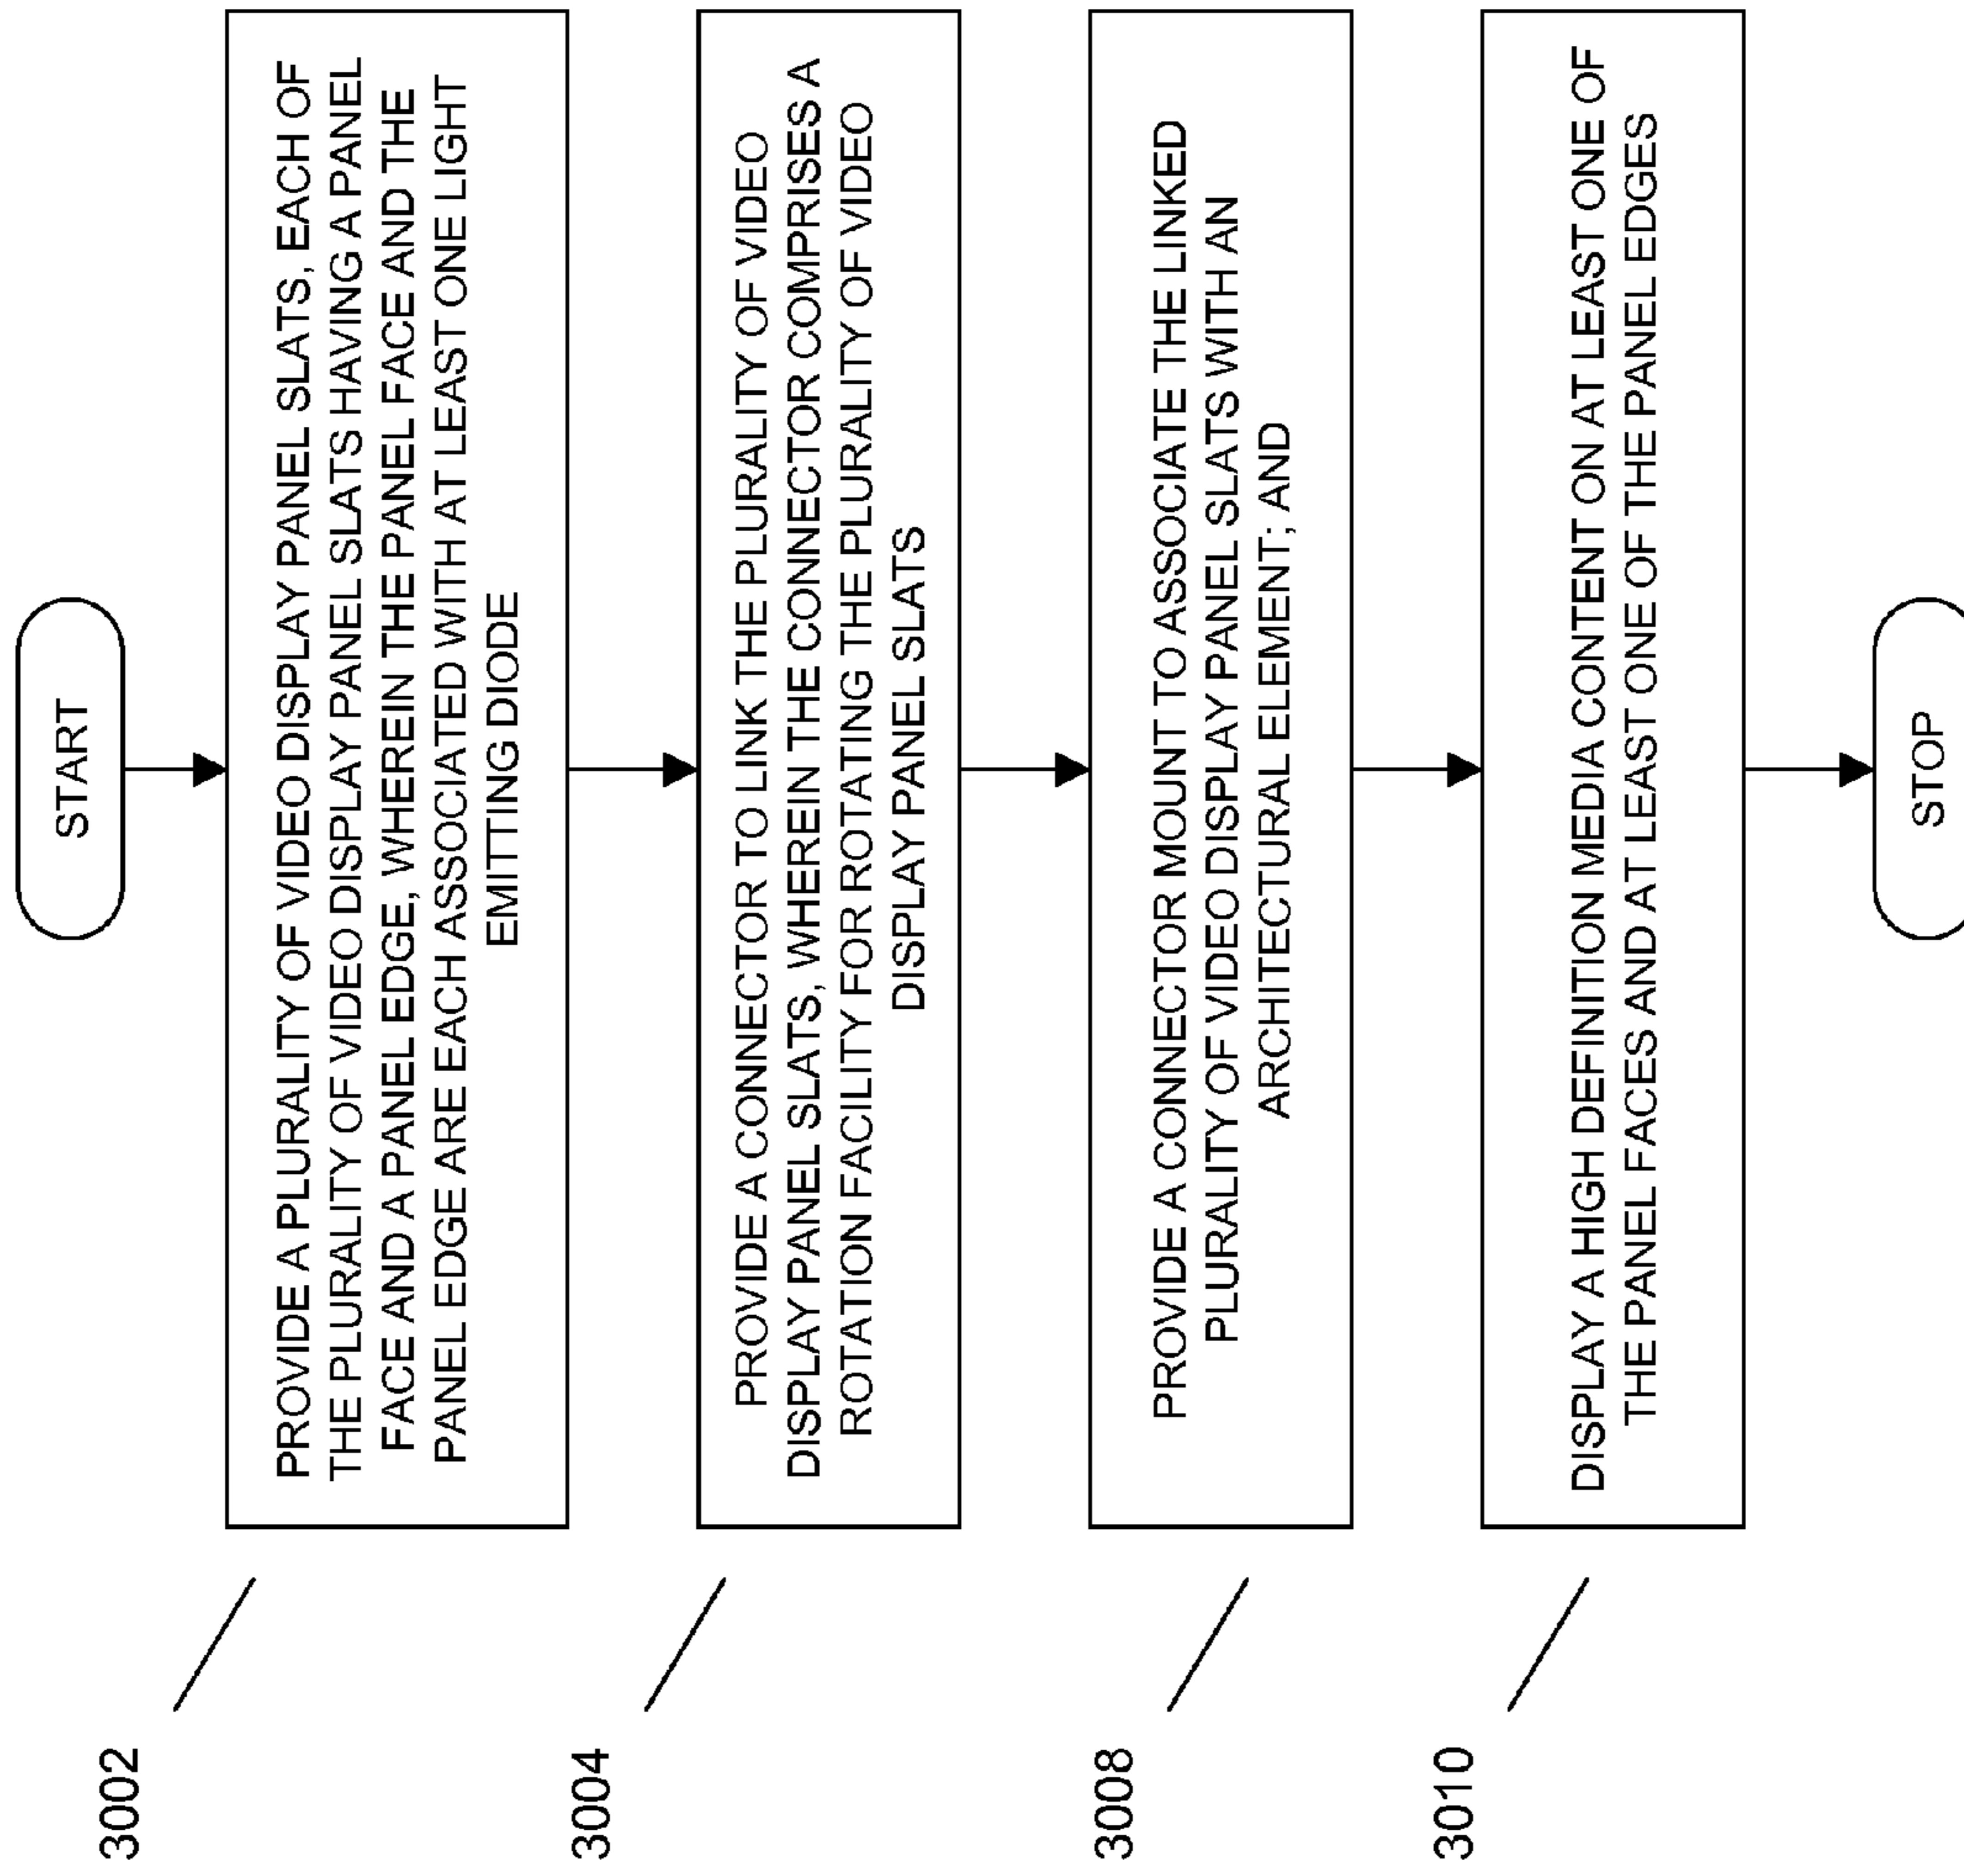 START
3002
PROVIDE A PLURALITY OF VIDEO DISPLAY PANEL SLATS, EACH OF
THE PLURALITY OF VIDEO DISPLAY PANEL SLATS HAVING A PANEL
FACE AND A PANEL EDGE, WHEREIN THE PANEL FACE AND THE
PANEL EDGE ARE EACH ASSOCIATED WITH AT LEAST ONE LIGHT
EMITTING DIODE
3004
PROVIDE A CONNECTOR TO LINK THE PLURALITY OF VIDEO
DISPLAY PANEL SLATS, WHEREIN THE CONNECTOR COMPRISES A
ROTATION FACILITY FOR ROTATING THE PLURALITY OF VIDEO
DISPLAY PANEL SLATS
3008
PROVIDE A CONNECTOR MOUNT TO ASSOCIATE THE LINKED
PLURALITY OF VIDEO DISPLAY PANEL SLATS WITH AN
ARCHITECTURAL ELEMENT; AND
3010
DISPLAY A HIGH DEFINITION MEDIA CONTENT ON AT LEAST ONE OF
THE PANEL FACES AND AT LEAST ONE OF THE PANEL EDGES
STOP